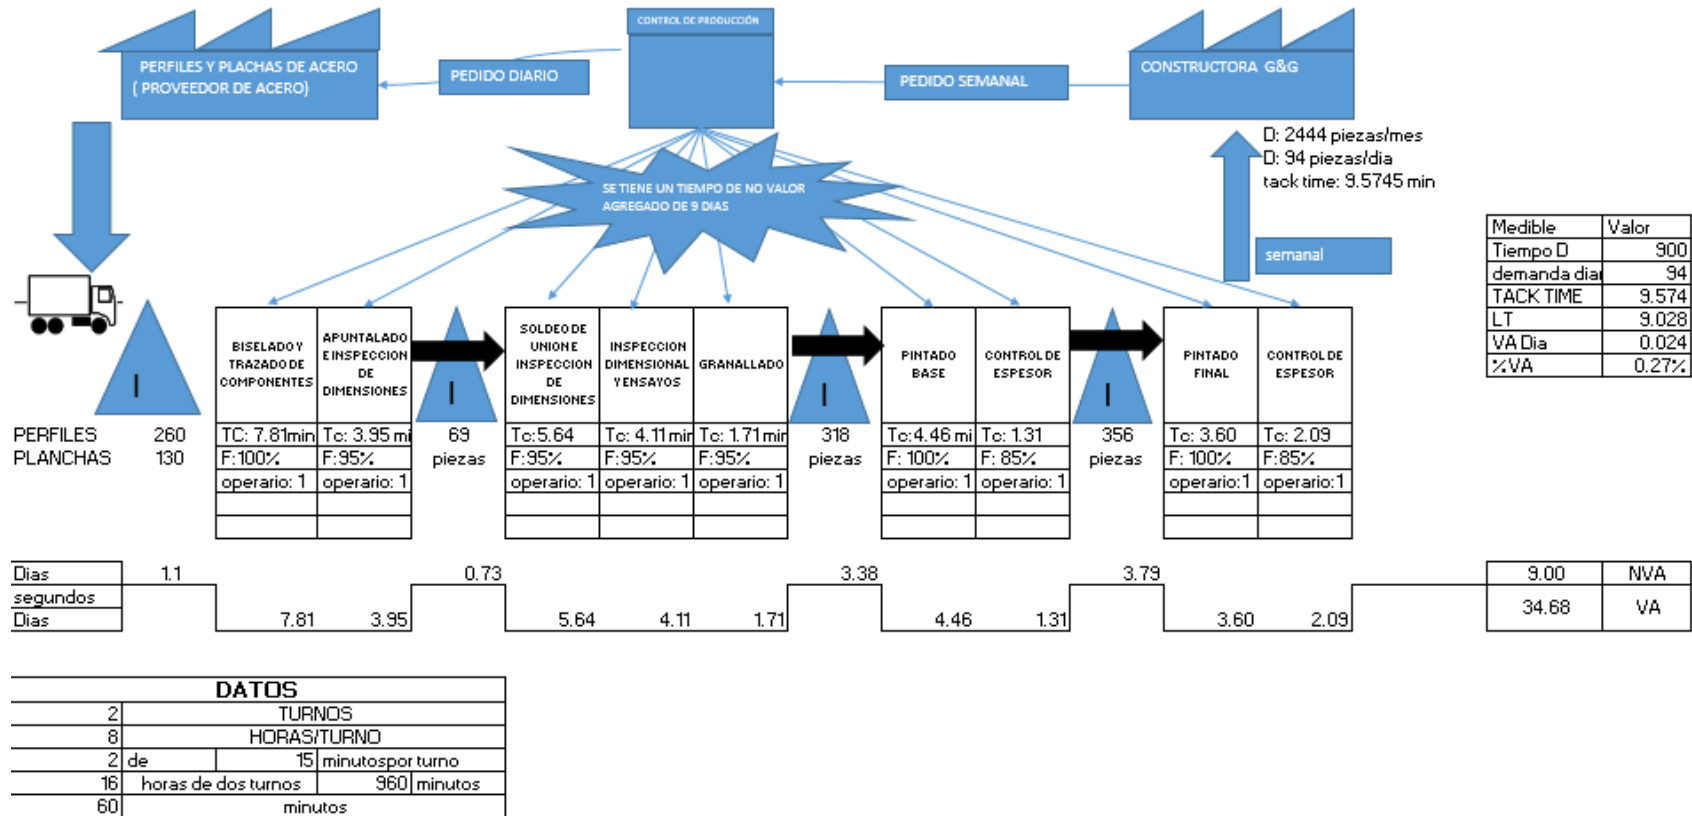 CONTROL DE PRODUCCIÓN
PERFILES Y PLACHAS DE ACERO
( PROVEEDOR DE ACERO)
PEDIDO DIARIO
PEDIDO SEMANAL
CONSTRUCTORA G&G
D: 2444 piezas/mes
D: 94 piezas/dia
tack time: 9.5745 min
SE TIENE UN TIEMPO DE NO VALOR
AGREGADO DE 9 DIAS
semanal
Medible Valor
Tiempo D 900
demanda diar 94
TACK TIME 9.574
LT 9.028
VA Dia 0.024
%VA 0.27%
I
BISELADO Y
TRAZADO DE
COMPONENTES
APUNTALADO
E INSPECCION
DE
DIMENSIONES
I
SOLDEO DE
UNION E
INSPECCION
DE
DIMENSIONES
INSPECCION
DIMENSIONAL
Y ENSAYOS
GRANALLADO
I
PINTADO
BASE
CONTROL DE
ESPESOR
I
PINTADO
FINAL
CONTROL DE
ESPESOR
PERFILES 260
PLANCHAS 130
TC: 7.81min Tc: 3.95 mi 69 Tc:5.64 Tc: 4.11 min Tc: 1.71 min 318 Tc:4.46 mi Tc: 1.31 356 Tc: 3.60 Tc: 2.09
F:100% F:95% piezas F:95% F:95% F:95% piezas F: 100% F: 85% piezas F: 100% F:85%
operario: 1 operario: 1 operario: 1 operario: 1 operario: 1 operario: 1 operario: 1 operario:1 operario:1
Dias 1.1 0.73 3.38 3.79 9.00 NVA
segundos
Dias 7.81 3.95 5.64 4.11 1.71 4.46 1.31 3.60 2.09 34.68 VA
DATOS
2 TURNOS
8 HORAS/TURNO
2 de 15 minutospor turno
16 horas de dos turnos 960 minutos
60 minutos